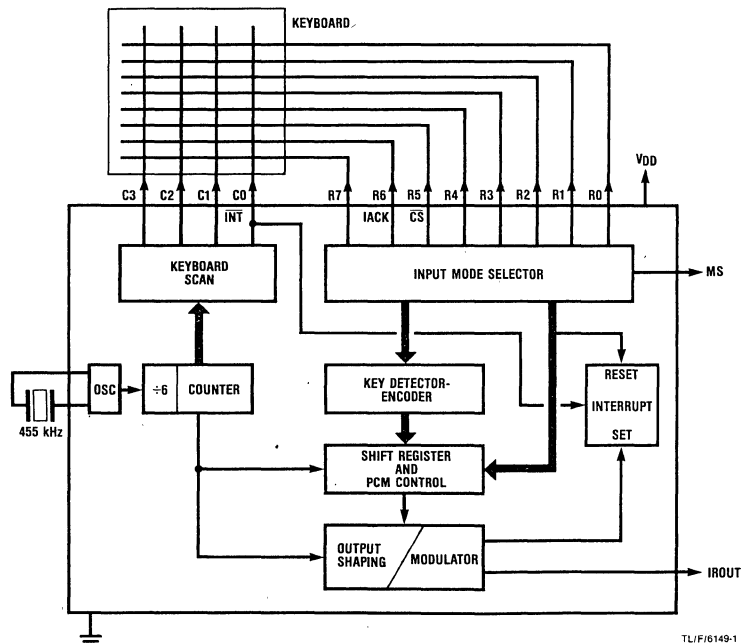 KEYBOARD
C3 C2 C1 C0 R7 R6 R5 R4 R3 R2 R1 R0 VDD
INT IACK CS
KEYBOARD
SCAN
INPUT MODE SELECTOR
MS
OSC
÷6
COUNTER
455 kHz
KEY DETECTOR-
ENCODER
RESET
INTERRUPT
SET
SHIFT REGISTER
AND
PCM CONTROL
OUTPUT
SHAPING
MODULATOR
IROUT
TL/F/6149-1